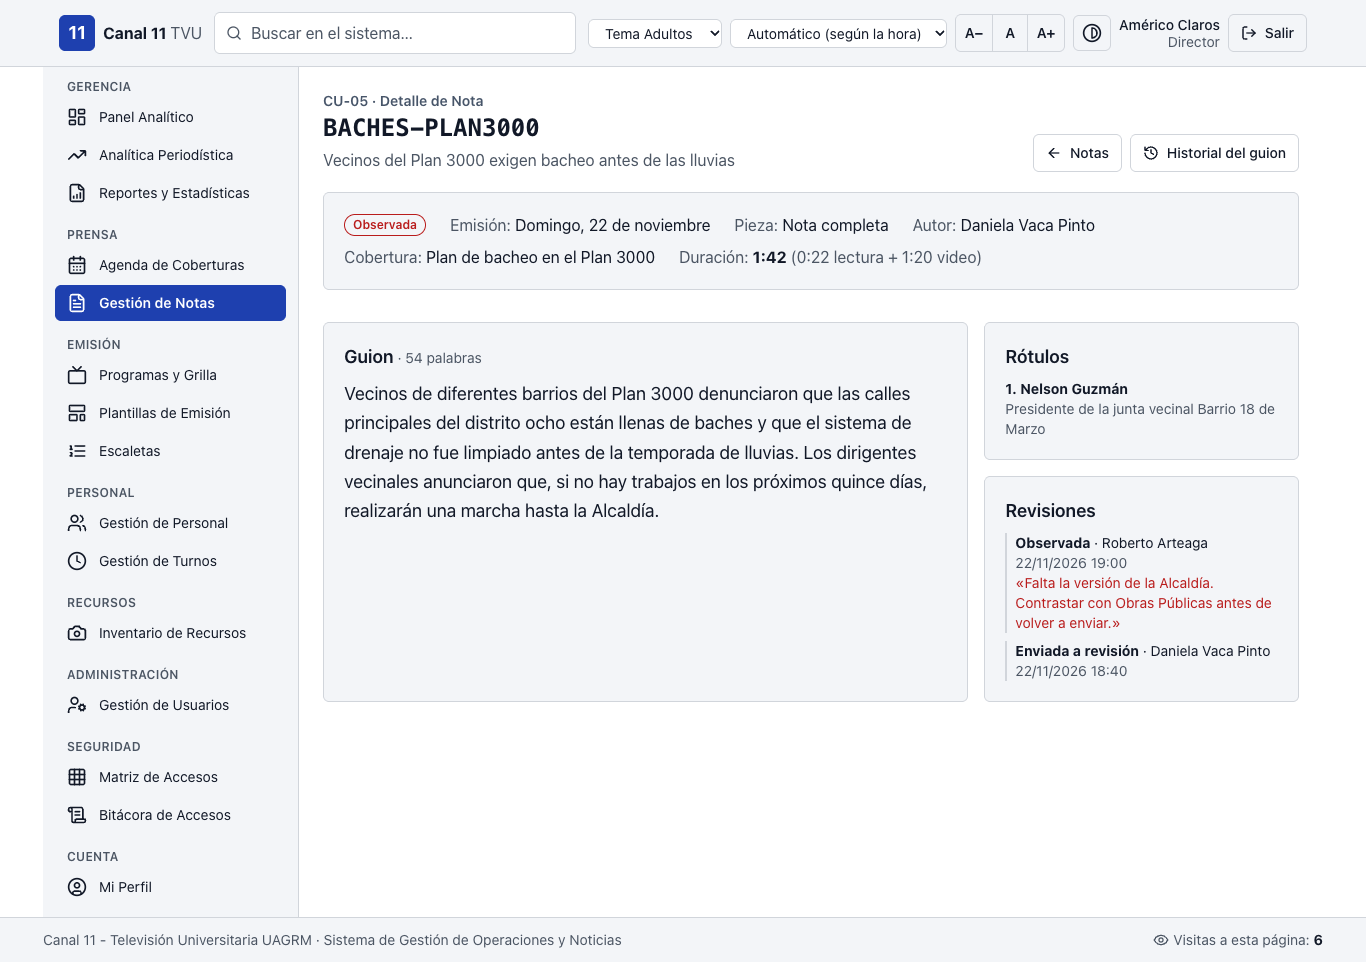 11 Canal 11 TVU
Buscar en el sistema...
Tema Adultos
Automático (según la hora)
A− A A+
Américo Claros
Director
Salir
GERENCIA
Panel Analítico
Analítica Periodística
Reportes y Estadísticas
PRENSA
Agenda de Coberturas
Gestión de Notas
EMISIÓN
Programas y Grilla
Plantillas de Emisión
Escaletas
PERSONAL
Gestión de Personal
Gestión de Turnos
RECURSOS
Inventario de Recursos
ADMINISTRACIÓN
Gestión de Usuarios
SEGURIDAD
Matriz de Accesos
Bitácora de Accesos
CUENTA
Mi Perfil
CU-05 · Detalle de Nota
BACHES-PLAN3000
Vecinos del Plan 3000 exigen bacheo antes de las lluvias
Notas
Historial del guion
Observada Emisión: Domingo, 22 de noviembre Pieza: Nota completa Autor: Daniela Vaca Pinto
Cobertura: Plan de bacheo en el Plan 3000 Duración: 1:42 (0:22 lectura + 1:20 video)
Guion · 54 palabras
Vecinos de diferentes barrios del Plan 3000 denunciaron que las calles
principales del distrito ocho están llenas de baches y que el sistema de
drenaje no fue limpiado antes de la temporada de lluvias. Los dirigentes
vecinales anunciaron que, si no hay trabajos en los próximos quince días,
realizarán una marcha hasta la Alcaldía.
Rótulos
1. Nelson Guzmán
Presidente de la junta vecinal Barrio 18 de
Marzo
Revisiones
Observada · Roberto Arteaga
22/11/2026 19:00
«Falta la versión de la Alcaldía.
Contrastar con Obras Públicas antes de
volver a enviar.»
Enviada a revisión · Daniela Vaca Pinto
22/11/2026 18:40
Canal 11 - Televisión Universitaria UAGRM · Sistema de Gestión de Operaciones y Noticias
Visitas a esta página: 6